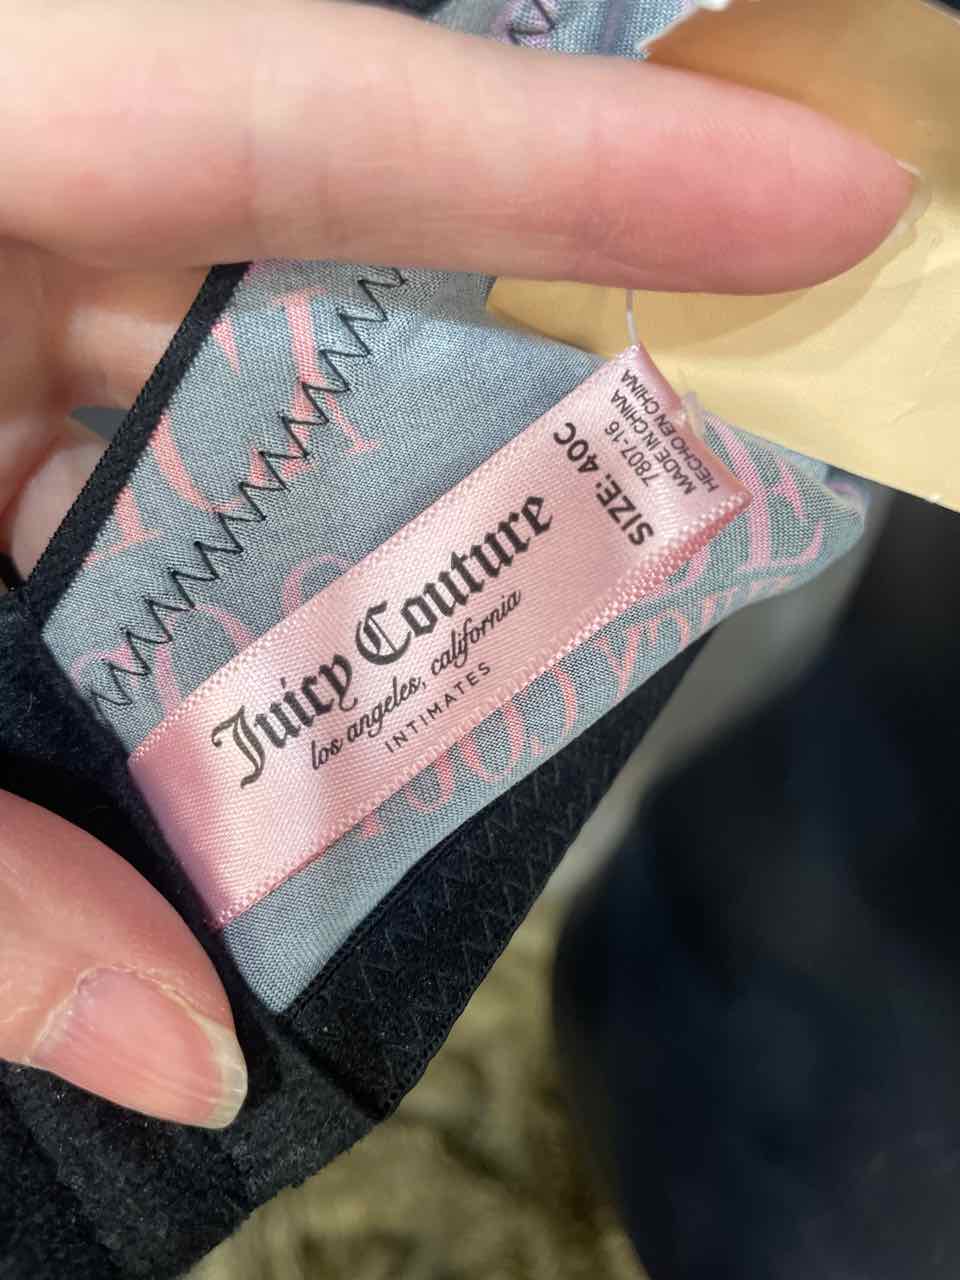 Juicy Couture
los angeles, california
INTIMATES
SIZE: 40C
7807-16
MADE IN CHINA
HECHO EN CHINA